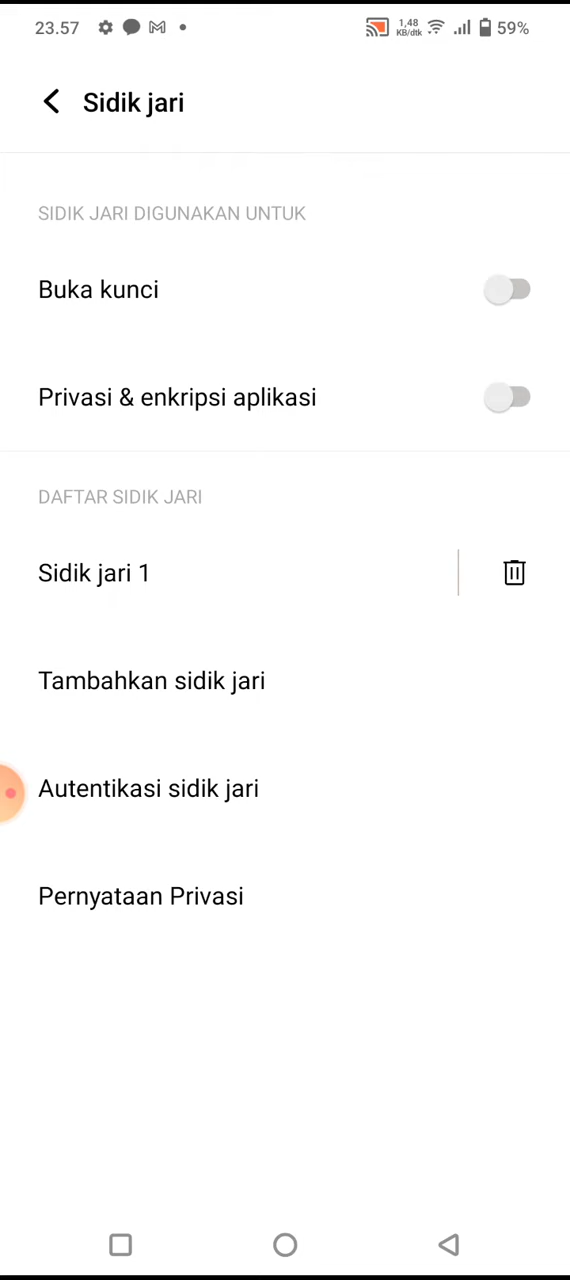 23.57 1,48 KB/dtk 59%
Sidik jari
SIDIK JARI DIGUNAKAN UNTUK
Buka kunci
Privasi & enkripsi aplikasi
DAFTAR SIDIK JARI
Sidik jari 1
Tambahkan sidik jari
Autentikasi sidik jari
Pernyataan Privasi